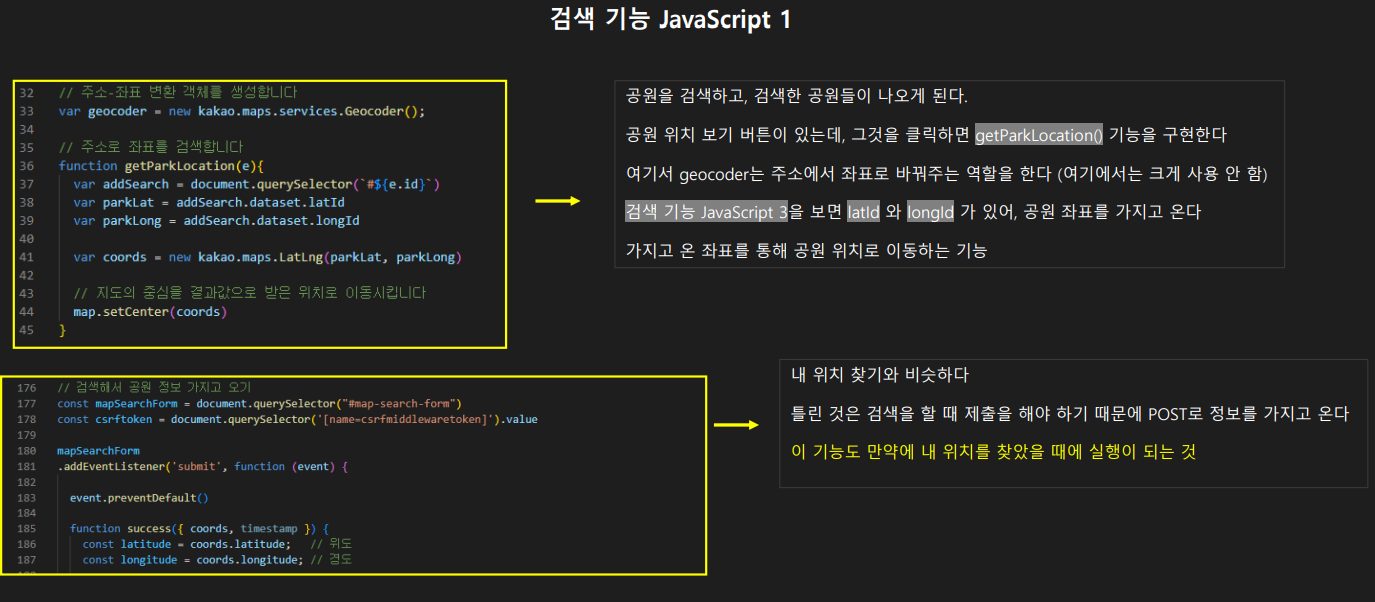 검색 기능 JavaScript 1
32 // 주소-좌표 변환 객체를 생성합니다
33 var geocoder = new kakao.maps.services.Geocoder();
34
35 // 주소로 좌표를 검색합니다
36 function getParkLocation(e){
37 var addSearch = document.querySelector(`#${e.id}`)
38 var parkLat = addSearch.dataset.latId
39 var parkLong = addSearch.dataset.longId
40
41 var coords = new kakao.maps.LatLng(parkLat, parkLong)
42
43 // 지도의 중심을 결과값으로 받은 위치로 이동시킵니다
44 map.setCenter(coords)
45 }
공원을 검색하고, 검색한 공원들이 나오게 된다.
공원 위치 보기 버튼이 있는데, 그것을 클릭하면 getParkLocation() 기능을 구현한다
여기서 geocoder는 주소에서 좌표로 바꿔주는 역할을 한다 (여기에서는 크게 사용 안 함)
검색 기능 JavaScript 3을 보면 latId 와 longId 가 있어, 공원 좌표를 가지고 온다
가지고 온 좌표를 통해 공원 위치로 이동하는 기능
176 // 검색해서 공원 정보 가지고 오기
177 const mapSearchForm = document.querySelector("#map-search-form")
178 const csrftoken = document.querySelector('[name=csrfmiddlewaretoken]').value
179
180 mapSearchForm
181 .addEventListener('submit', function (event) {
182
183 event.preventDefault()
184
185 function success({ coords, timestamp }) {
186 const latitude = coords.latitude; // 위도
187 const longitude = coords.longitude; // 경도
내 위치 찾기와 비슷하다
틀린 것은 검색을 할 때 제출을 해야 하기 때문에 POST로 정보를 가지고 온다
이 기능도 만약에 내 위치를 찾았을 때에 실행이 되는 것